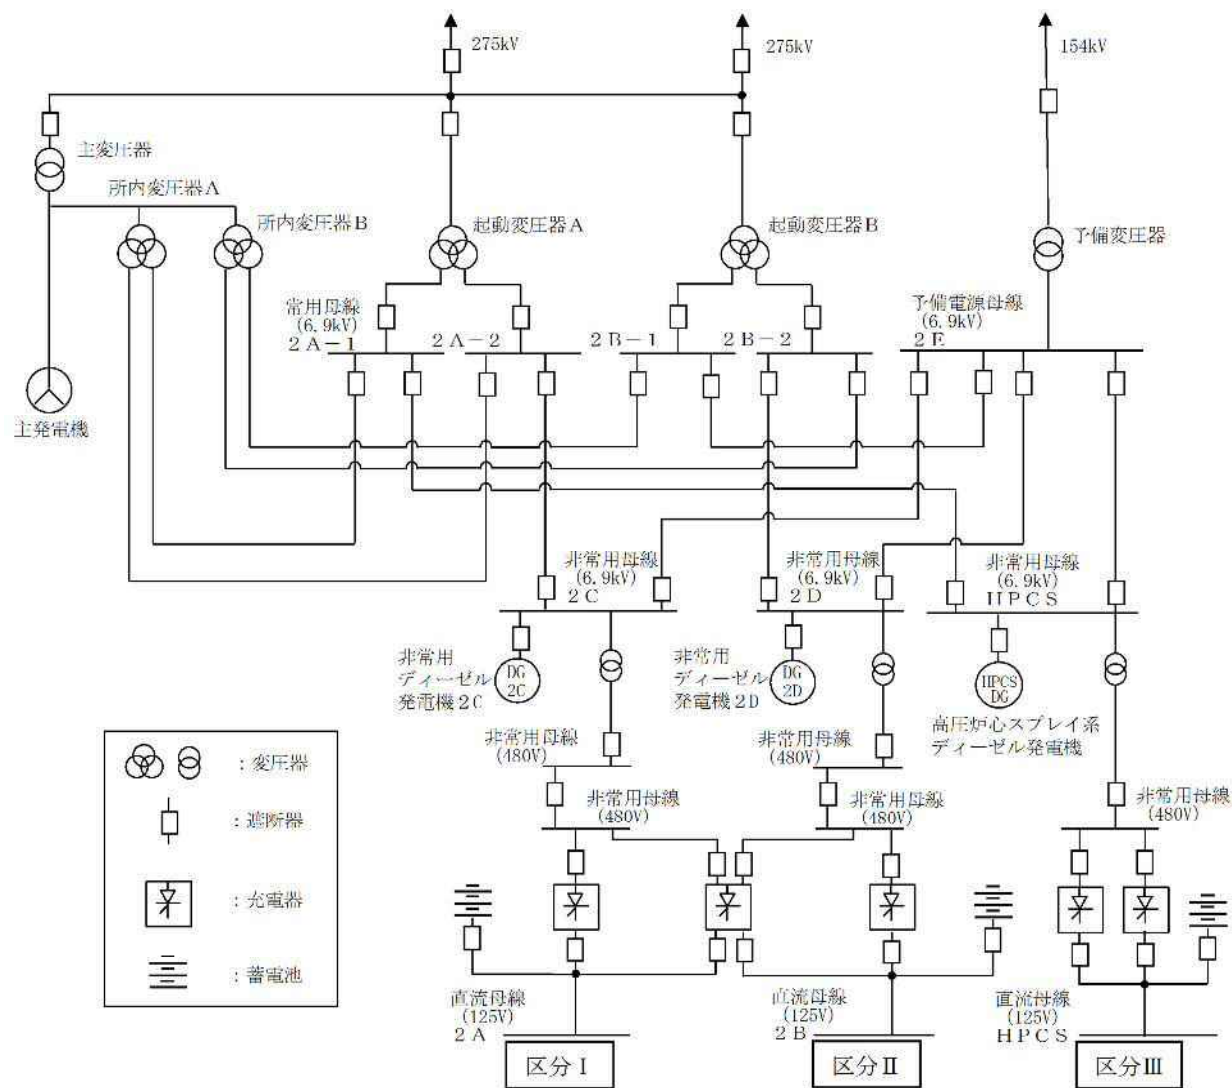 275kV
275kV
154kV
主変圧器
所内変圧器A
所内変圧器B
起動変圧器A
起動変圧器B
予備変圧器
常用母線
(6.9kV)
2A-1
2A-2
2B-1
2B-2
予備電源母線
(6.9kV)
2E
主発電機
非常用母線
(6.9kV)
2C
非常用母線
(6.9kV)
2D
非常用母線
(6.9kV)
HPCS
非常用
ディーゼル
発電機2C
DG
2C
非常用
ディーゼル
発電機2D
DG
2D
HPCS
DG
高圧炉心スプレイ系
ディーゼル発電機
非常用母線
(480V)
非常用母線
(480V)
非常用母線
(480V)
非常用母線
(480V)
非常用母線
(480V)
:変圧器
:遮断器
:充電器
:蓄電池
直流母線
(125V)
2A
直流母線
(125V)
2B
直流母線
(125V)
HPCS
区分Ⅰ
区分Ⅱ
区分Ⅲ